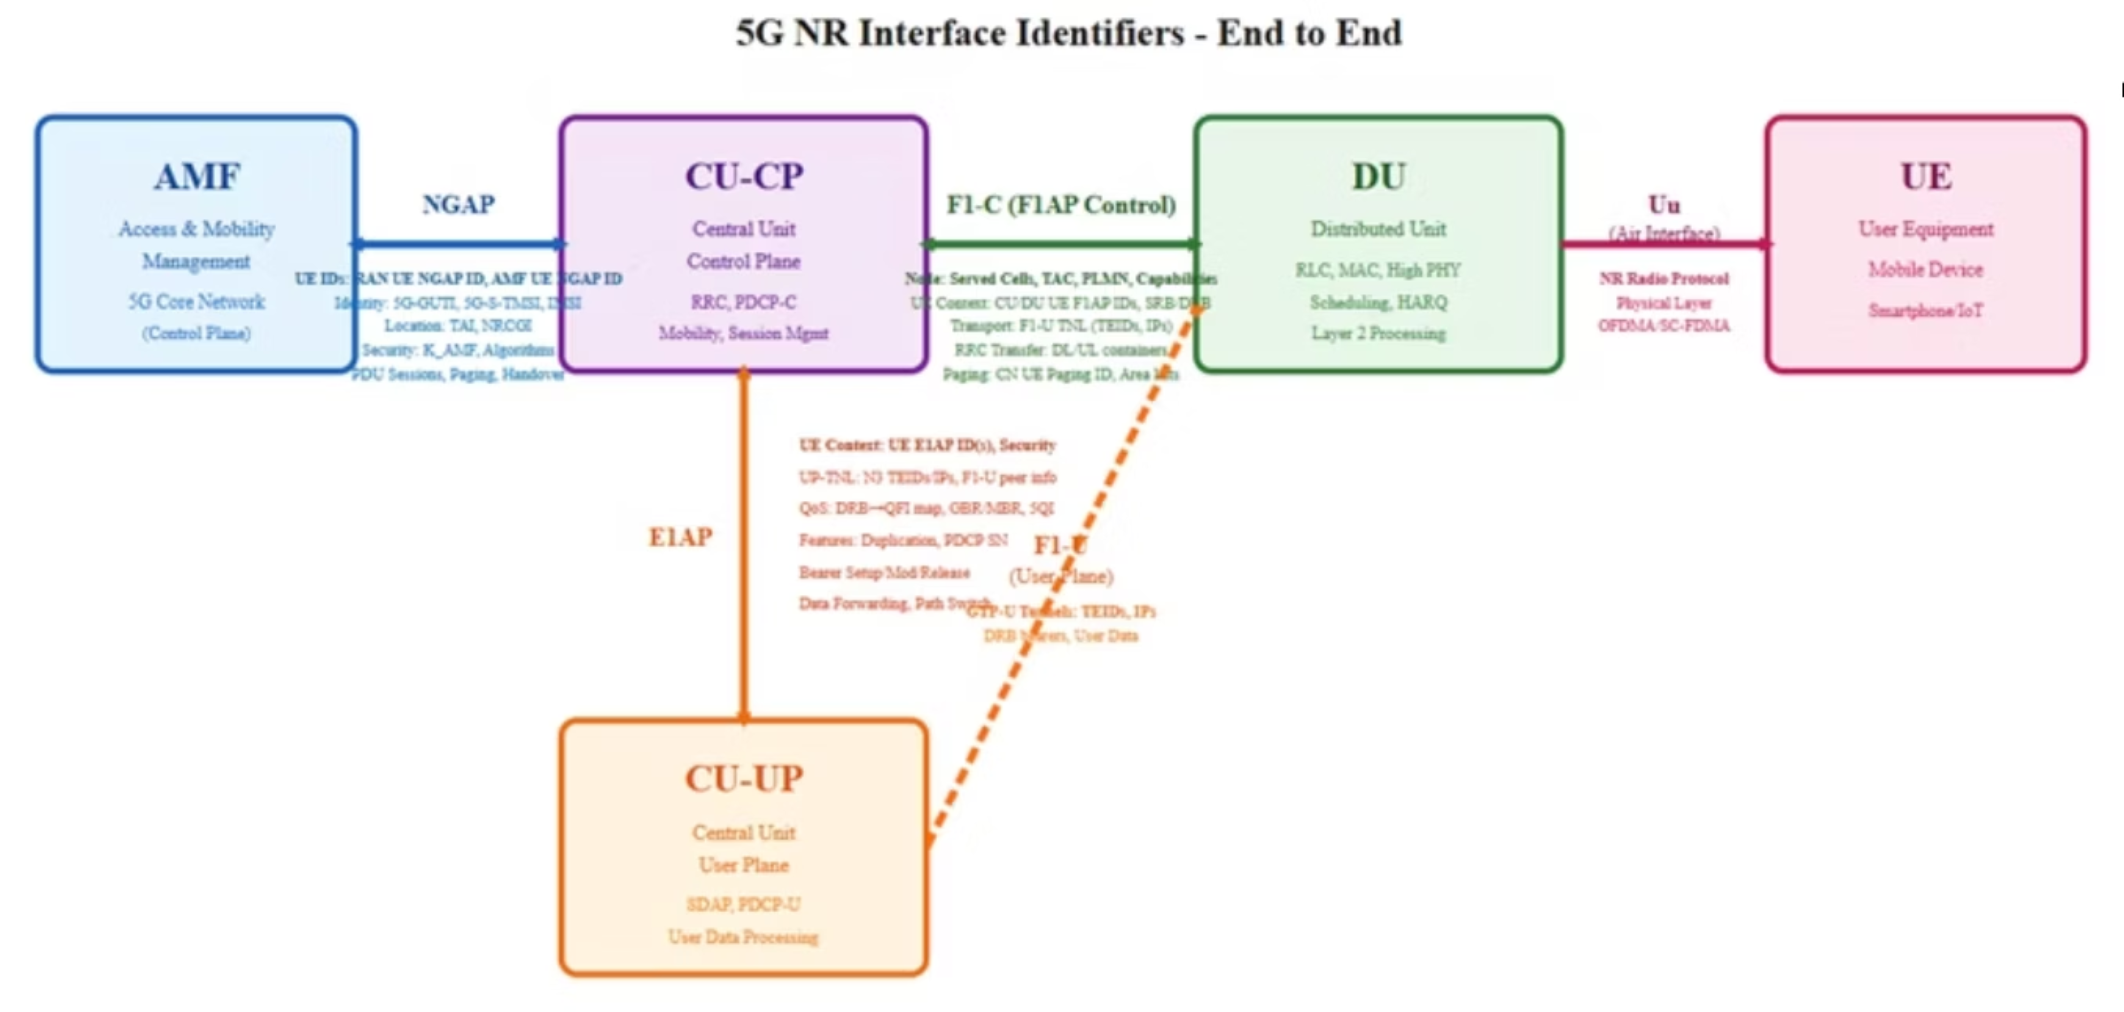 5G NR Interface Identifiers - End to End
AMF
Access & Mobility
Management
5G Core Network
(Control Plane)
NGAP
UE IDs: RAN UE NGAP ID, AMF UE NGAP ID
Identity: 5G-GUTI, 5G-S-TMSI, IMSI
Location: TAI, NRCGI
Security: K_AMF, Algorithms
PDU Sessions, Paging, Handover
CU-CP
Central Unit
Control Plane
RRC, PDCP-C
Mobility, Session Mgmt
F1-C (F1AP Control)
Node: Served Cells, TAC, PLMN, Capabilities
UE Context: CU/DU UE F1AP IDs, SRB/DRB
Transport: F1-U TNL (TEIDs, IPs)
RRC Transfer: DL/UL containers
Paging: CN UE Paging ID, Area
DU
Distributed Unit
RLC, MAC, High PHY
Scheduling, HARQ
Layer 2 Processing
Uu
(Air Interface)
NR Radio Protocol
Physical Layer
OFDMA/SC-FDMA
UE
User Equipment
Mobile Device
Smartphone/IoT
E1AP
UE Context: UE E1AP ID(s), Security
UP-TNL: N3 TEIDs/IPs, F1-U peer info
QoS: DRB→QFI map, GBR/MBR, 5QI
Features: Duplication, PDCP SN
Bearer Setup/Mod/Release
Data Forwarding, Path Switch
F1-U
(User Plane)
GTP-U Tunnels: TEIDs, IPs
DRB bearers, User Data
CU-UP
Central Unit
User Plane
SDAP, PDCP-U
User Data Processing